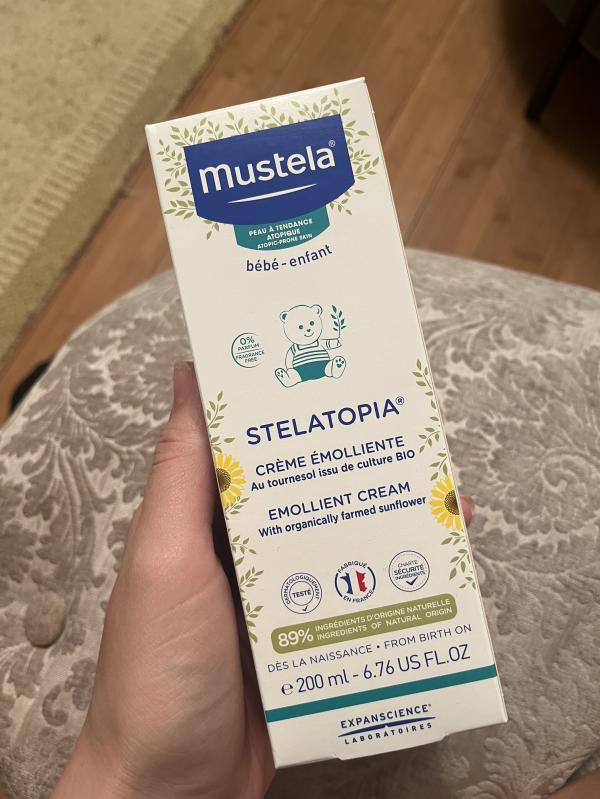 mustela®
PEAU À TENDANCE
ATOPIQUE
ATOPIC-PRONE SKIN
bébé - enfant
0%
PARFUM
FRAGRANCE
FREE
STELATOPIA®
CRÈME ÉMOLLIENTE
Au tournesol issu de culture BIO
EMOLLIENT CREAM
With organically farmed sunflower
DERMATOLOGIQUEMENT
TESTÉ
FABRIQUÉ
EN FRANCE
CHARTE
SÉCURITÉ
INGRÉDIENTS
89% INGRÉDIENTS D'ORIGINE NATURELLE
INGREDIENTS OF NATURAL ORIGIN
DÈS LA NAISSANCE • FROM BIRTH ON
e 200 ml - 6.76 US FL.OZ
EXPANSCIENCE®
LABORATOIRES